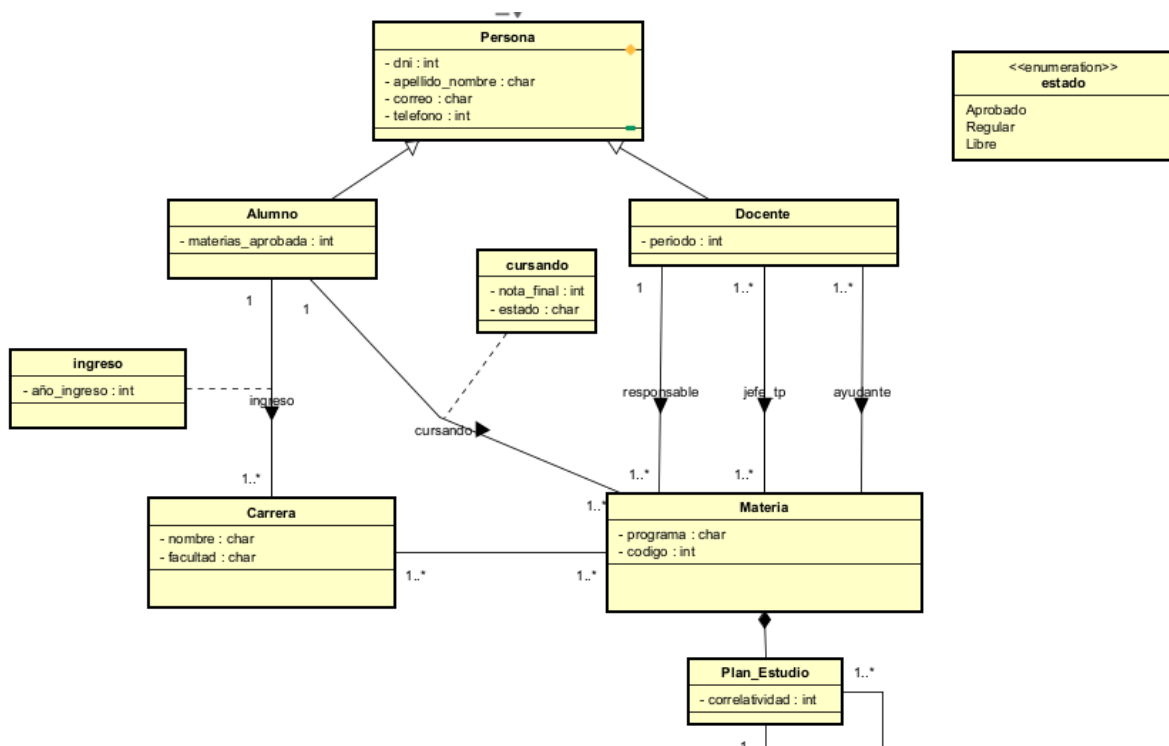 Persona
- dni : int
- apellido_nombre : char
- correo : char
- telefono : int
<<enumeration>>
estado
Aprobado
Regular
Libre
Alumno
- materias_aprobada : int
Docente
- periodo : int
cursando
- nota_final : int
- estado : char
1
1
1
1..*
1..*
ingreso
- año_ingreso : int
ingreso
responsable
jefe_tp
ayudante
cursando
1..*
1..*
1..*
1..*
Carrera
- nombre : char
- facultad : char
Materia
- programa : char
- codigo : int
1..*
1..*
Plan_Estudio
- correlatividad : int
1..*
1